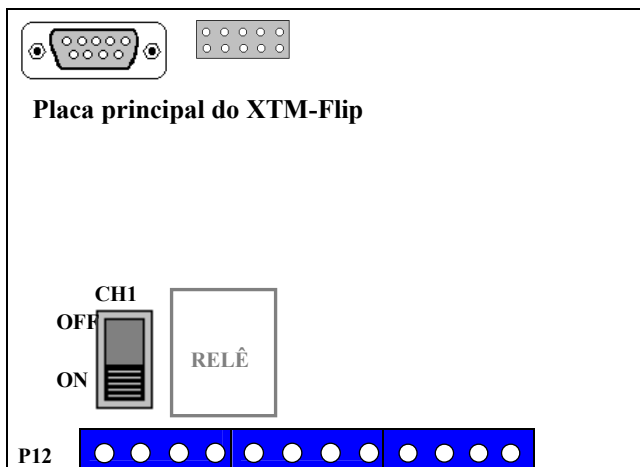 Placa principal do XTM-Flip
CH1
OFF
RELÊ
ON
P12